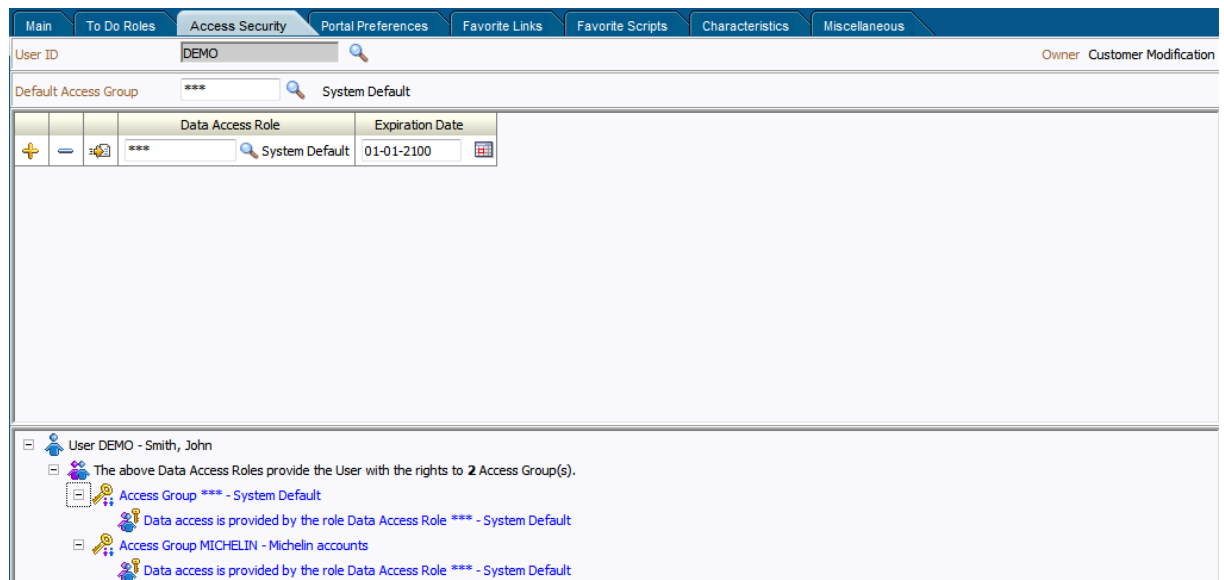 Main To Do Roles Access Security Portal Preferences Favorite Links Favorite Scripts Characteristics Miscellaneous
User ID DEMO Owner Customer Modification
Default Access Group *** System Default
Data Access Role Expiration Date
*** System Default 01-01-2100
User DEMO - Smith, John
The above Data Access Roles provide the User with the rights to 2 Access Group(s).
Access Group *** - System Default
Data access is provided by the role Data Access Role *** - System Default
Access Group MICHELIN - Michelin accounts
Data access is provided by the role Data Access Role *** - System Default